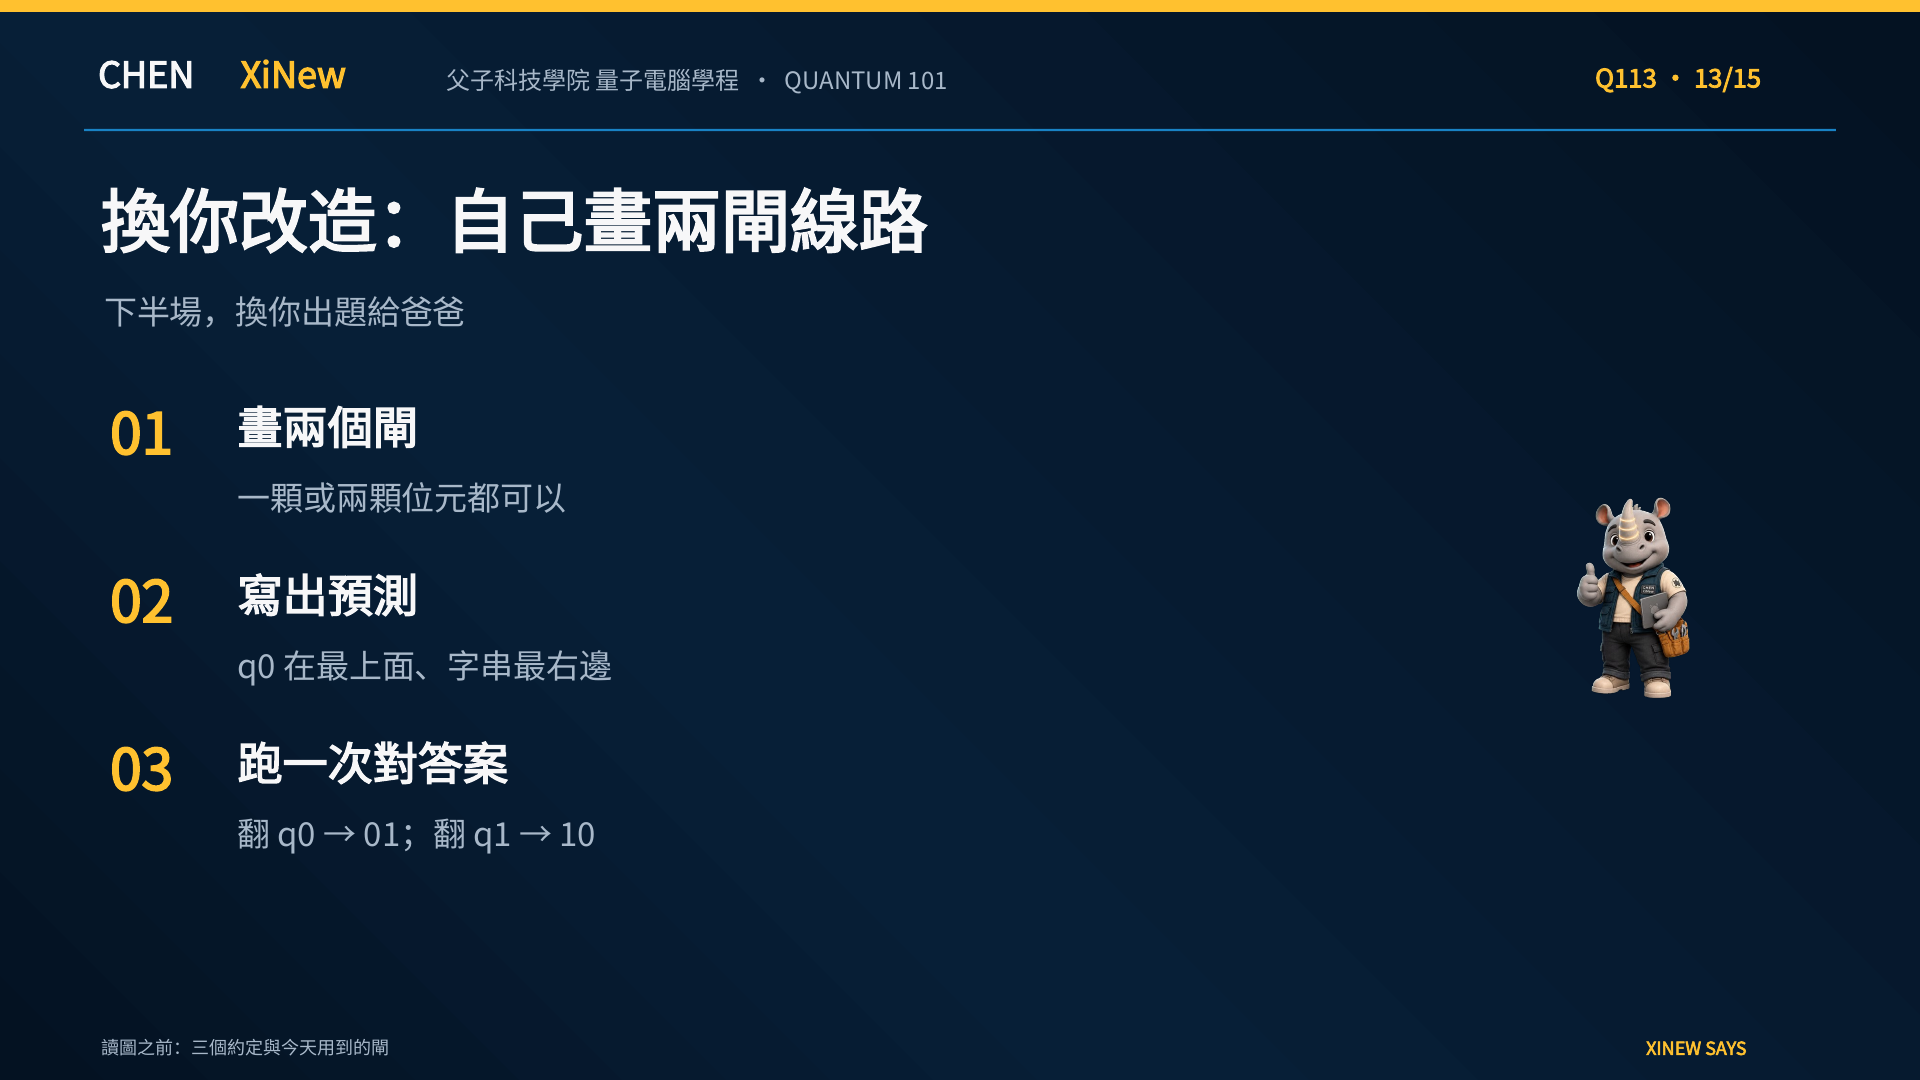 CHEN XiNew 父子科技學院 量子電腦學程 • QUANTUM 101 Q113 • 13/15
換你改造：自己畫兩閘線路
下半場，換你出題給爸爸
01 畫兩個閘
一顆或兩顆位元都可以
02 寫出預測
q0 在最上面、字串最右邊
03 跑一次對答案
翻 q0 → 01；翻 q1 → 10
讀圖之前：三個約定與今天用到的閘 XINEW SAYS